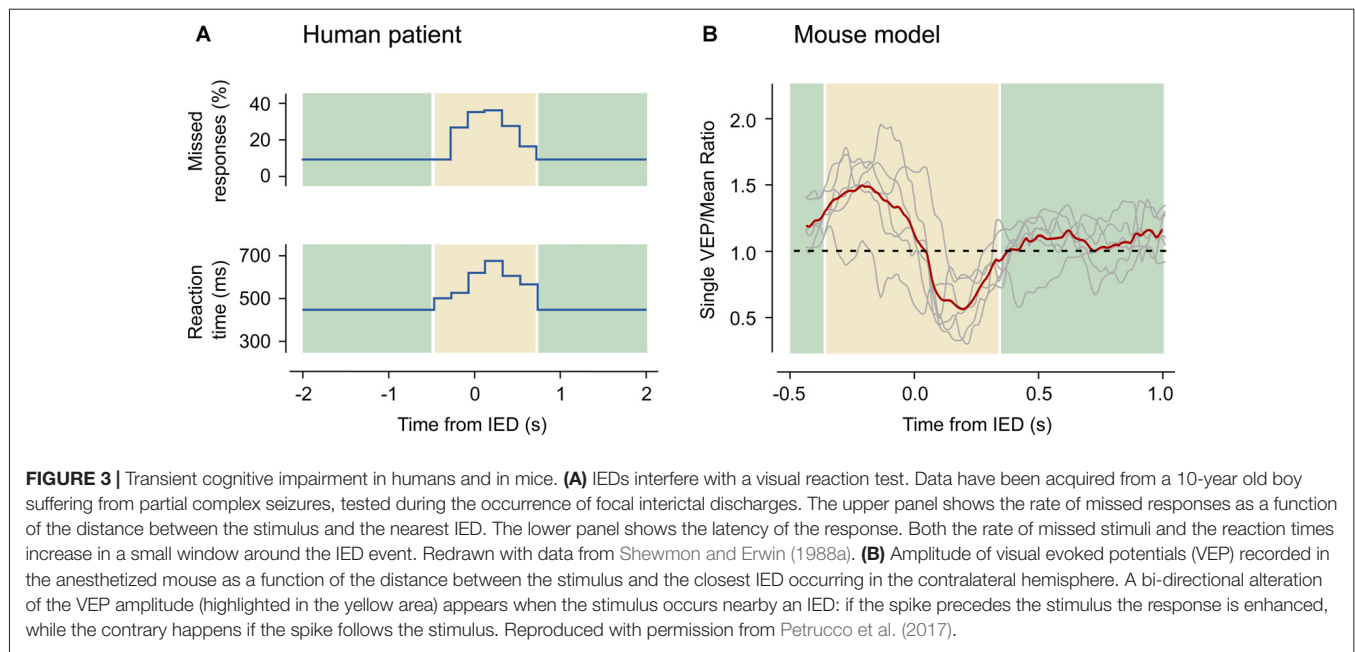 A Human patient
Missed
responses (%)
40
20
0
Reaction
time (ms)
700
500
300
-2 -1 0 1 2
Time from IED (s)
B Mouse model
Single VEP/Mean Ratio
2.0
1.5
1.0
0.5
-0.5 0.0 0.5 1.0
Time from IED (s)
FIGURE 3 | Transient cognitive impairment in humans and in mice. (A) IEDs interfere with a visual reaction test. Data have been acquired from a 10-year old boy
suffering from partial complex seizures, tested during the occurrence of focal interictal discharges. The upper panel shows the rate of missed responses as a function
of the distance between the stimulus and the nearest IED. The lower panel shows the latency of the response. Both the rate of missed stimuli and the reaction times
increase in a small window around the IED event. Redrawn with data from Shewmon and Erwin (1988a). (B) Amplitude of visual evoked potentials (VEP) recorded in
the anesthetized mouse as a function of the distance between the stimulus and the closest IED occurring in the contralateral hemisphere. A bi-directional alteration
of the VEP amplitude (highlighted in the yellow area) appears when the stimulus occurs nearby an IED: if the spike precedes the stimulus the response is enhanced,
while the contrary happens if the spike follows the stimulus. Reproduced with permission from Petrucco et al. (2017).